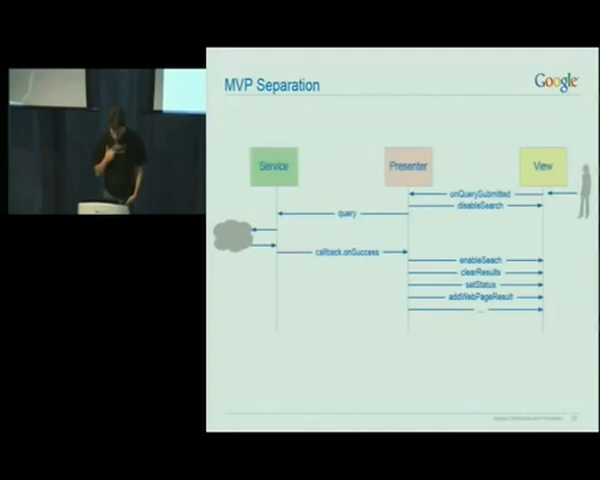 MVP Separation
Google
Service
Presenter
View
onQuerySubmitted
disableSearch
query
callback.onSuccess
enableSeach
clearResults
setStatus
addWebPageResult
...